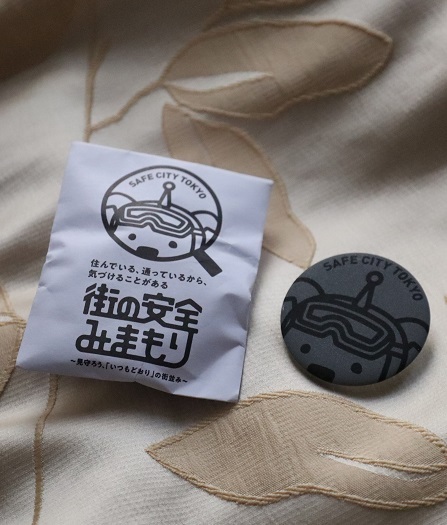 SAFE CITY TOKYO
住んでいる、通っているから、
気づけることがある
街の安全
みまもり
〜見守ろう、「いつもどおり」の街並み〜
SAFE CITY TOKYO